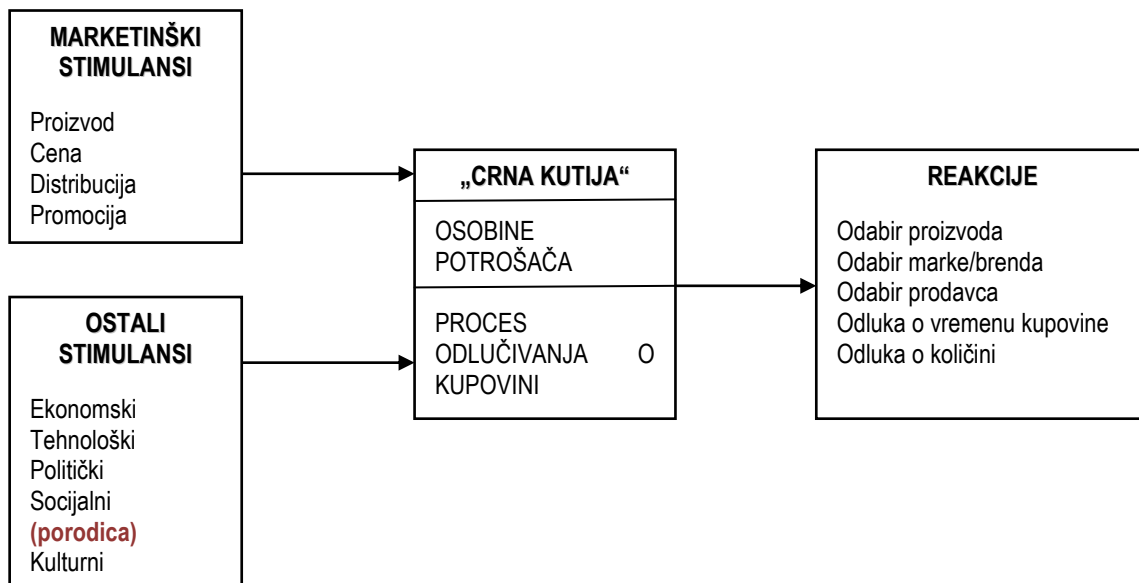 MARKETINŠKI
STIMULANSI
Proizvod
Cena
Distribucija
Promocija
OSTALI
STIMULANSI
Ekonomski
Tehnološki
Politički
Socijalni
(porodica)
Kulturni
„CRNA KUTIJA“
OSOBINE
POTROŠAČA
PROCES
ODLUČIVANJA O
KUPOVINI
REAKCIJE
Odabir proizvoda
Odabir marke/brenda
Odabir prodavca
Odluka o vremenu kupovine
Odluka o količini